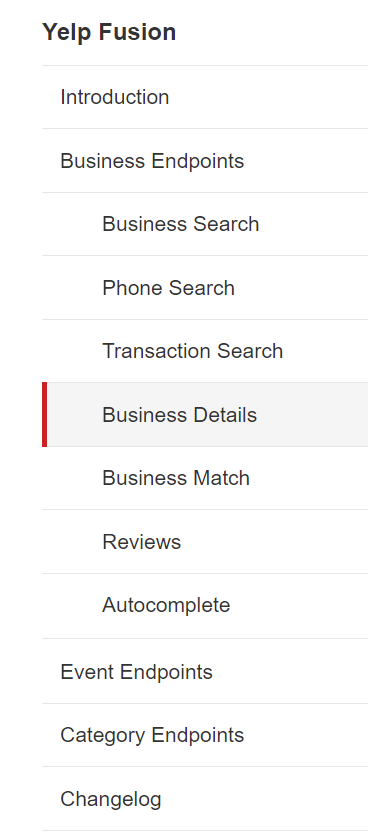 Yelp Fusion
Introduction
Business Endpoints
Business Search
Phone Search
Transaction Search
Business Details
Business Match
Reviews
Autocomplete
Event Endpoints
Category Endpoints
Changelog